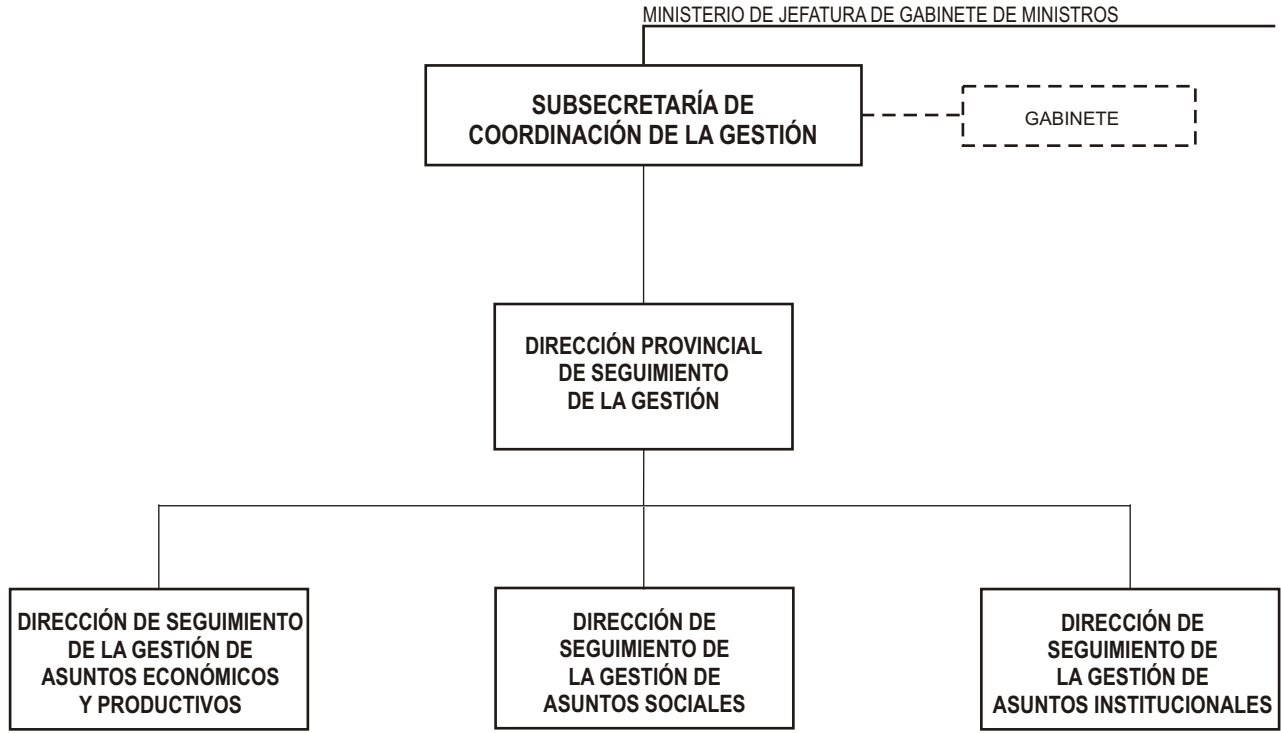 MINISTERIO DE JEFATURA DE GABINETE DE MINISTROS
SUBSECRETARÍA DE
COORDINACIÓN DE LA GESTIÓN
GABINETE
DIRECCIÓN PROVINCIAL
DE SEGUIMIENTO
DE LA GESTIÓN
DIRECCIÓN DE SEGUIMIENTO
DE LA GESTIÓN DE
ASUNTOS ECONÓMICOS
Y PRODUCTIVOS
DIRECCIÓN DE
SEGUIMIENTO DE
LA GESTIÓN DE
ASUNTOS SOCIALES
DIRECCIÓN DE
SEGUIMIENTO DE
LA GESTIÓN DE
ASUNTOS INSTITUCIONALES